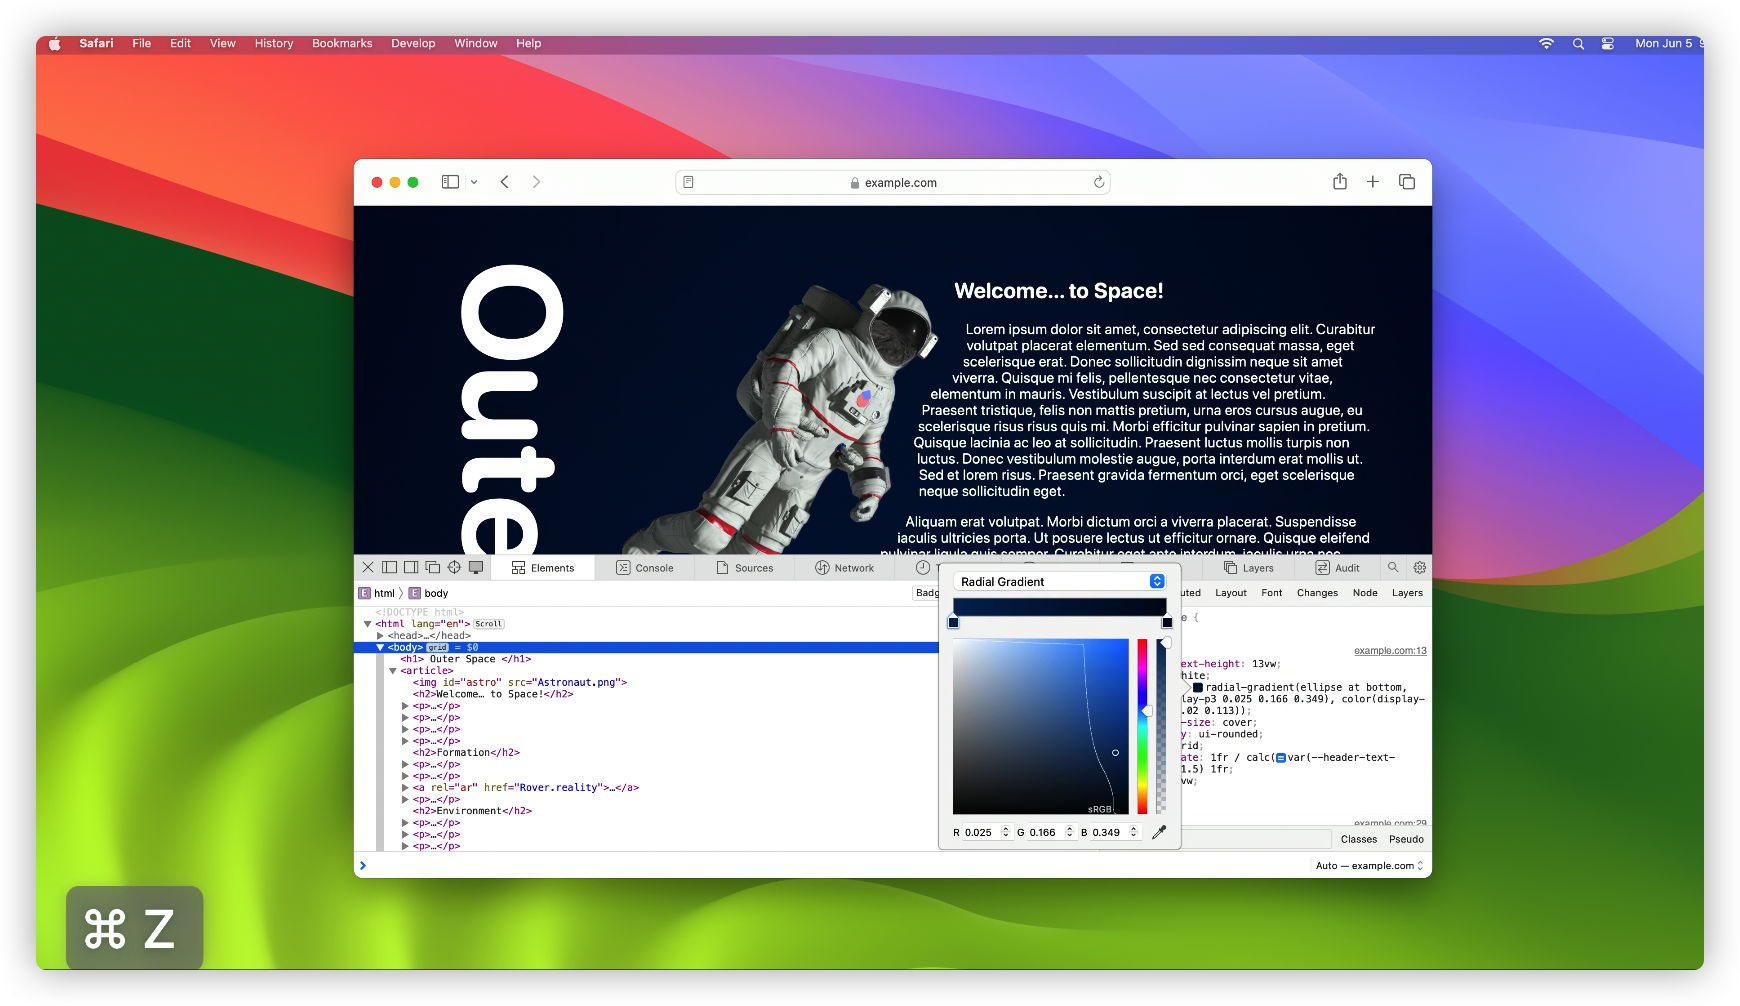 Safari File Edit View History Bookmarks Develop Window Help Mon Jun 5
example.com
Oute
Welcome... to Space!
Lorem ipsum dolor sit amet, consectetur adipiscing elit. Curabitur
volutpat placerat elementum. Sed sed consequat massa, eget
scelerisque erat. Donec sollicitudin dignissim neque sit amet
viverra. Quisque mi felis, pellentesque nec consectetur vitae,
elementum in mauris. Vestibulum suscipit at lectus vel pretium.
Praesent tristique, felis non mattis pretium, urna eros cursus augue, eu
scelerisque risus risus quis mi. Morbi efficitur pulvinar sapien in pretium.
Quisque lacinia ac leo at sollicitudin. Praesent luctus mollis turpis non
luctus. Donec vestibulum molestie augue, porta interdum erat mollis ut.
Sed et lorem risus. Praesent gravida fermentum orci, eget scelerisque
neque sollicitudin eget.
Aliquam erat volutpat. Morbi dictum orci a viverra placerat. Suspendisse
iaculis ultricies porta. Ut posuere lectus ut efficitur ornare. Quisque eleifend
pulvinar ligula quis semper. Curabitur eget ante interdum, iaculis urna nec
Elements Console Sources Network Layers Audit
E html 〉 E body Badg
uted Layout Font Changes Node Layers
<!DOCTYPE html>
<html lang="en"> Scroll
<head>…</head>
<body> grid = $0
<h1> Outer Space </h1>
<article>
<img id="astro" src="Astronaut.png">
<h2>Welcome… to Space!</h2>
<p>…</p>
<p>…</p>
<p>…</p>
<p>…</p>
<h2>Formation</h2>
<p>…</p>
<p>…</p>
<a rel="ar" href="Rover.reality">…</a>
<p>…</p>
<h2>Environment</h2>
<p>…</p>
<p>…</p>
<p>…</p>
Radial Gradient
sRGB
R 0.025 G 0.166 B 0.349
e {
example.com:13
ext-height: 13vw;
hite;
radial-gradient(ellipse at bottom,
lay-p3 0.025 0.166 0.349), color(display-
.02 0.113));
-size: cover;
y: ui-rounded;
rid;
ate: 1fr / calc(var(--header-text-
1.5) 1fr;
vw;
example.com:29
Classes Pseudo
Auto — example.com
⌘ Z